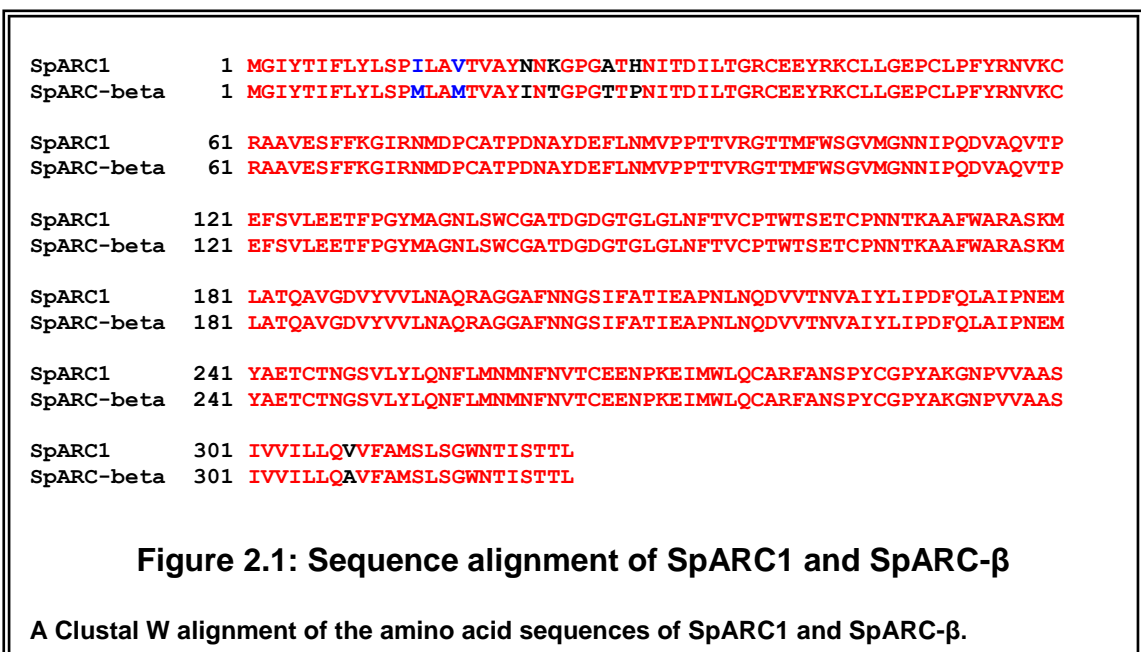 SpARC1 1 MGIYTIFLYLSPILAVTVAYNNKGPGATHNITDILTGRCEEYRKCLLGEPCLPFYRNVKC
SpARC-beta 1 MGIYTIFLYLSPMLAMTVAYINTGPGTTPNITDILTGRCEEYRKCLLGEPCLPFYRNVKC
SpARC1 61 RAAVESFFKGIRNMDPCATPDNAYDEFLNMVPPTTVRGTTMFWSGVMGNNIPQDVAQVTP
SpARC-beta 61 RAAVESFFKGIRNMDPCATPDNAYDEFLNMVPPTTVRGTTMFWSGVMGNNIPQDVAQVTP
SpARC1 121 EFSVLEETFPGYMAGNLSWCGATDGDGTGLGLNFTVCPTWTSETCPNNTKAAFWARASKM
SpARC-beta 121 EFSVLEETFPGYMAGNLSWCGATDGDGTGLGLNFTVCPTWTSETCPNNTKAAFWARASKM
SpARC1 181 LATQAVGDVYVVLNAQRAGGAFNNGSIFATIEAPNLNQDVVTNVAIYLIPDFQLAIPNEM
SpARC-beta 181 LATQAVGDVYVVLNAQRAGGAFNNGSIFATIEAPNLNQDVVTNVAIYLIPDFQLAIPNEM
SpARC1 241 YAETCTNGSVLYLQNFLMNMNFNVTCEENPKEIMWLQCARFANSPYCGPYAKGNPVVAAS
SpARC-beta 241 YAETCTNGSVLYLQNFLMNMNFNVTCEENPKEIMWLQCARFANSPYCGPYAKGNPVVAAS
SpARC1 301 IVVILLQVVFAMSLSGWNTISTTL
SpARC-beta 301 IVVILLQAVFAMSLSGWNTISTTL
Figure 2.1: Sequence alignment of SpARC1 and SpARC-β
A Clustal W alignment of the amino acid sequences of SpARC1 and SpARC-β.